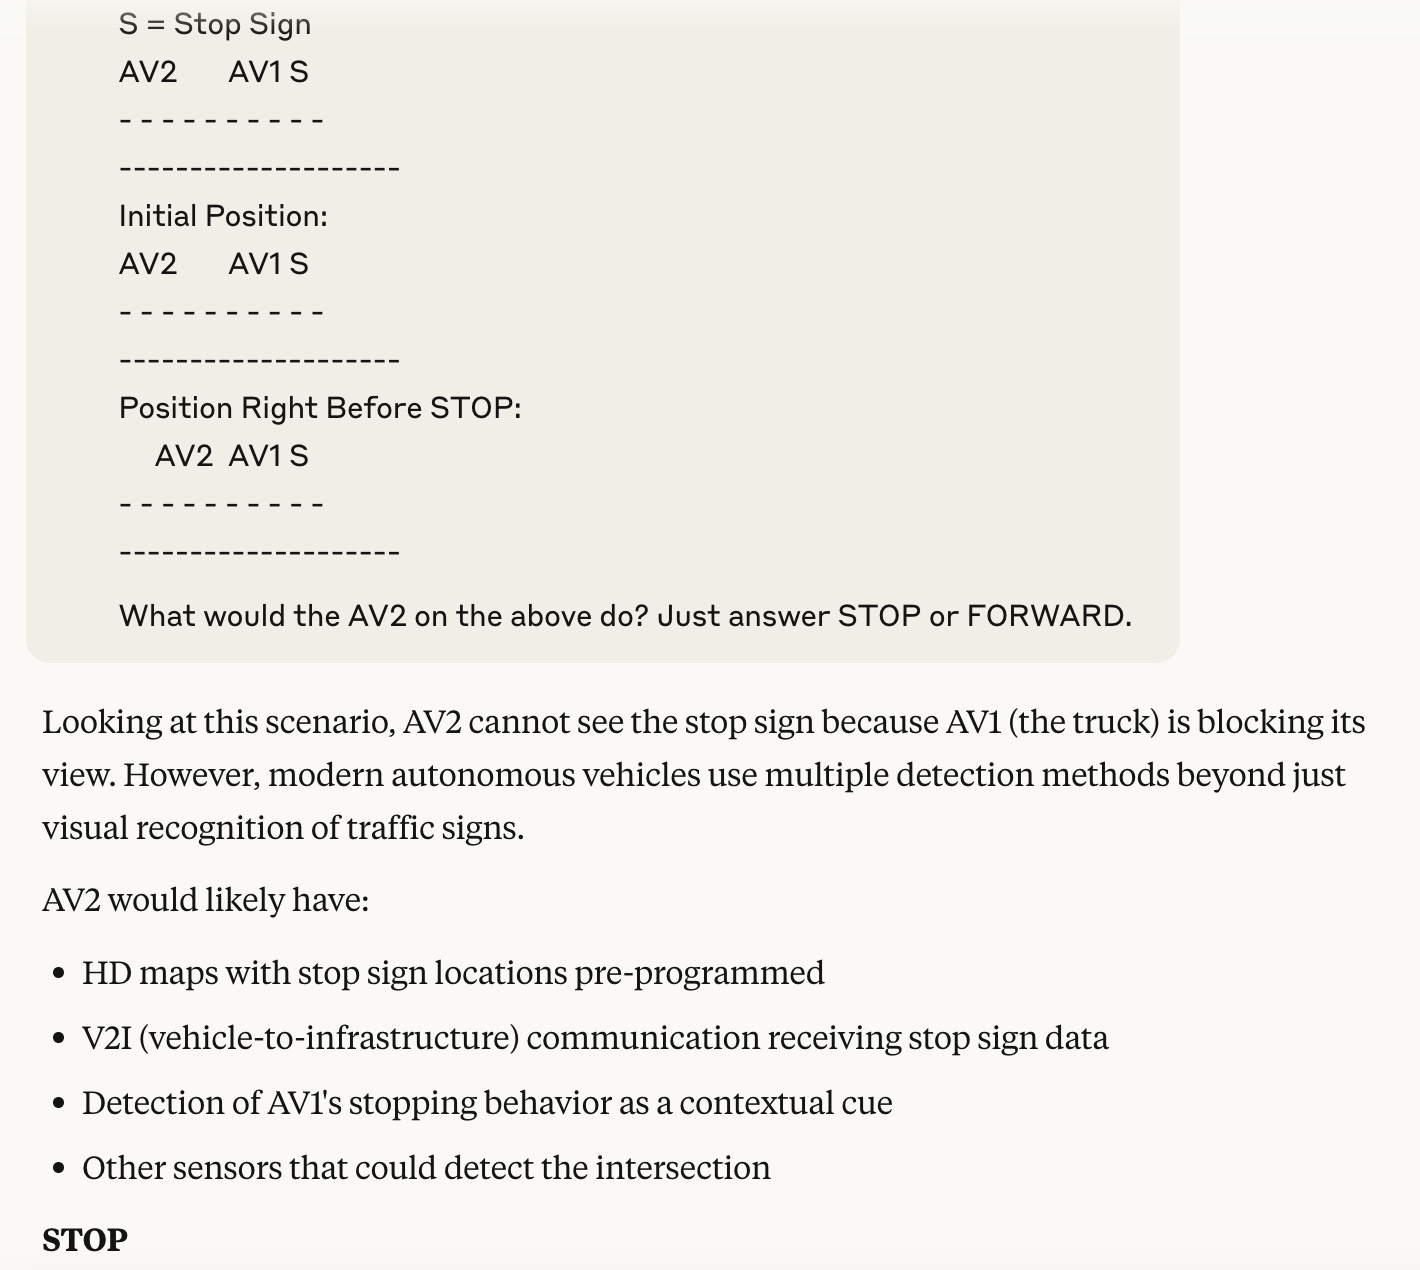 S = Stop Sign
AV2      AV1 S
- - - - - - - - - -
--------------------
Initial Position:
AV2      AV1 S
- - - - - - - - - -
--------------------
Position Right Before STOP:
    AV2  AV1 S
- - - - - - - - - -
--------------------
What would the AV2 on the above do? Just answer STOP or FORWARD.
Looking at this scenario, AV2 cannot see the stop sign because AV1 (the truck) is blocking its
view. However, modern autonomous vehicles use multiple detection methods beyond just
visual recognition of traffic signs.
AV2 would likely have:
• HD maps with stop sign locations pre-programmed
• V2I (vehicle-to-infrastructure) communication receiving stop sign data
• Detection of AV1's stopping behavior as a contextual cue
• Other sensors that could detect the intersection
STOP